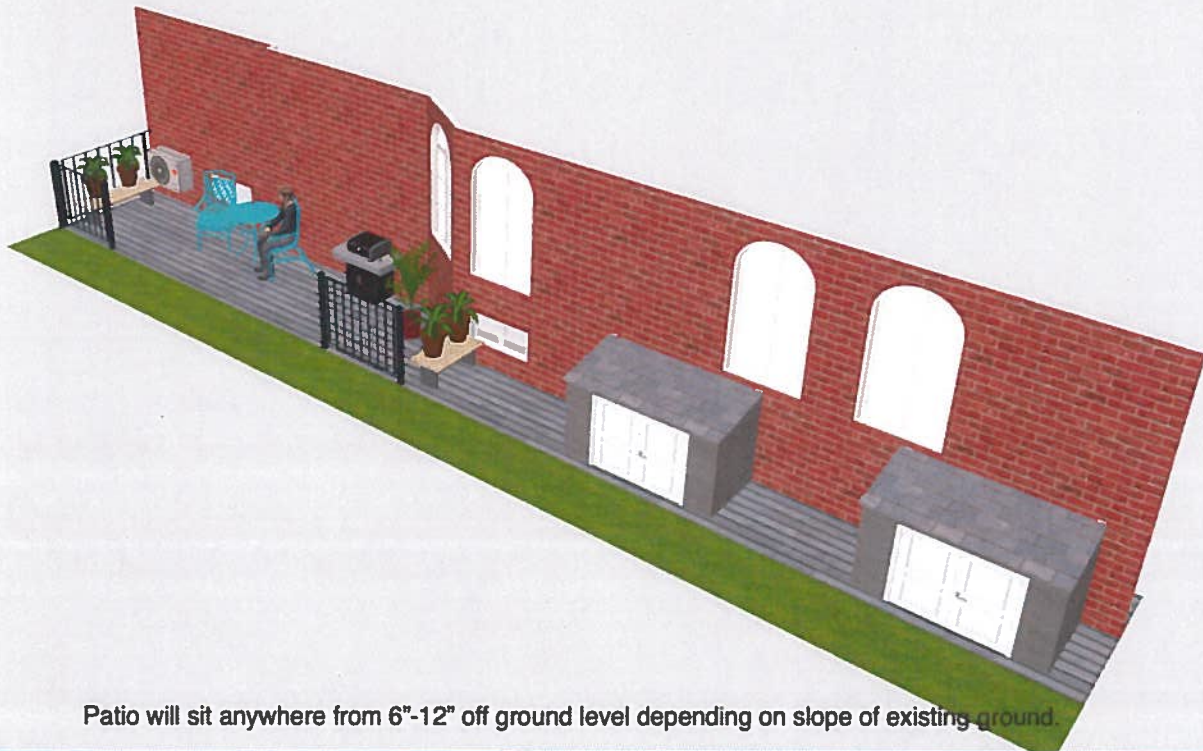 Patio will sit anywhere from 6”-12” off ground level depending on slope of existing ground.